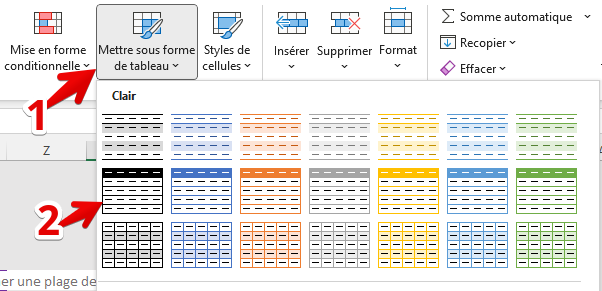 Mise en forme
conditionnelle
Mettre sous forme
de tableau
Styles de
cellules
Insérer
Supprimer
Format
Somme automatique
Recopier
Effacer
1
Clair
Z
2
er une plage de